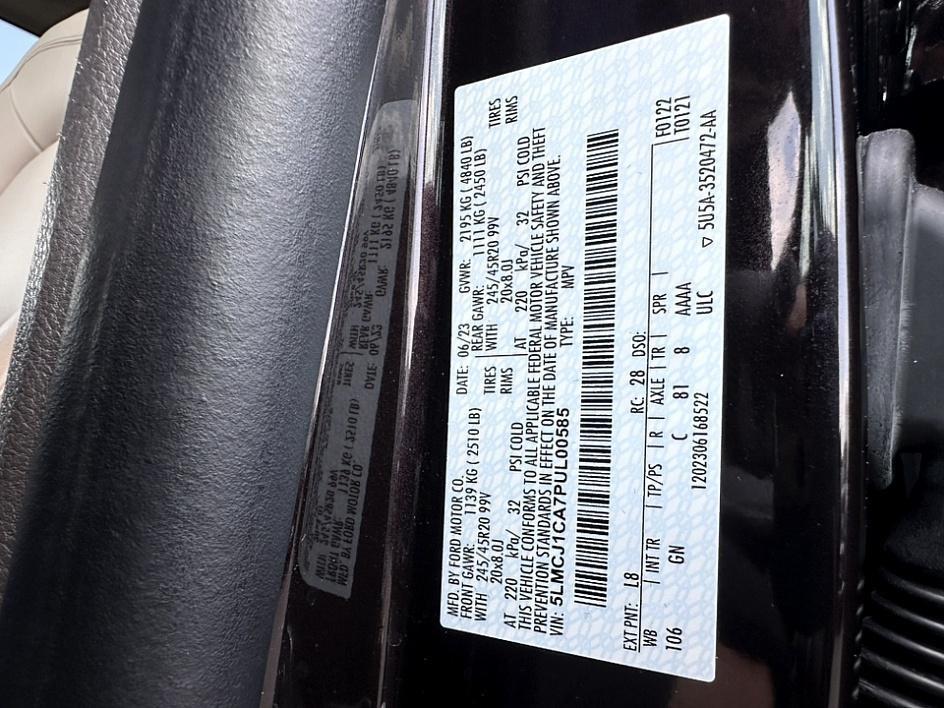 MFD. BY FORD MOTOR CO. DATE: 06/23 GVWR: 2195 KG ( 4840 LB)
FRONT GAWR: 1139 KG ( 2510 LB) REAR GAWR: 1111 KG ( 2450 LB)
WITH 245/45R20 99V TIRES WITH 245/45R20 99V TIRES
20x8.0J RIMS 20x8.0J RIMS
AT 220 kPa/ 32 PSI COLD AT 220 kPa/ 32 PSI COLD
THIS VEHICLE CONFORMS TO ALL APPLICABLE FEDERAL MOTOR VEHICLE SAFETY AND THEFT
PREVENTION STANDARDS IN EFFECT ON THE DATE OF MANUFACTURE SHOWN ABOVE.
VIN: 5LMCJ1CA7PUL00585 TYPE: MPV
EXT PNT: L8 RC: 28 DSO: F0122
WB | INT TR | TP/PS | R | AXLE | TR | SPR | T0121
106 GN C 81 8 AAAA
1202306168522 ULC ▽ 5U5A-3520472-AA